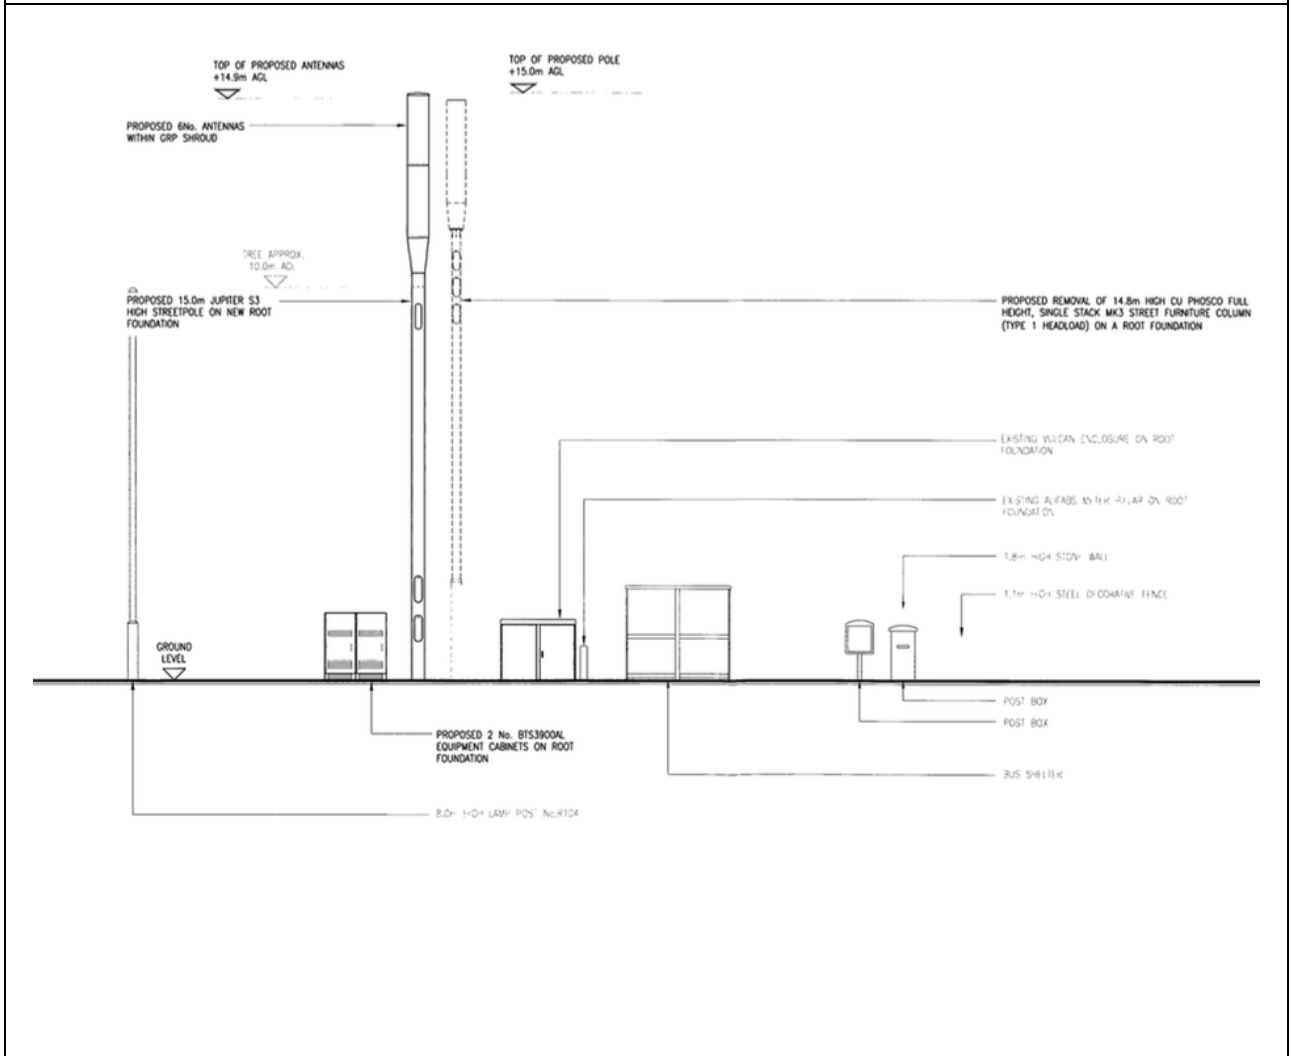 TOP OF PROPOSED ANTENNAS
+14.9m AGL
TOP OF PROPOSED POLE
+15.0m AGL
PROPOSED 6No. ANTENNAS
WITHIN GRP SHROUD
TREE APPROX.
10.0m AGL
PROPOSED 15.0m JUPITER S3
HIGH STREETPOLE ON NEW ROOT
FOUNDATION
PROPOSED REMOVAL OF 14.8m HIGH CU PHOSCO FULL
HEIGHT, SINGLE STACK MK3 STREET FURNITURE COLUMN
(TYPE 1 HEADLOAD) ON A ROOT FOUNDATION
EXISTING VULCAN ENCLOSURE ON ROOT
FOUNDATION
EXISTING ALIFABS METER PILLAR ON ROOT
FOUNDATION
1.8m HIGH STONE WALL
1.1m HIGH STEEL DECORATIVE FENCE
GROUND
LEVEL
POST BOX
POST BOX
PROPOSED 2 No. BTS3900AL
EQUIPMENT CABINETS ON ROOT
FOUNDATION
BUS SHELTER
8.0m HIGH LAMP POST No.R104